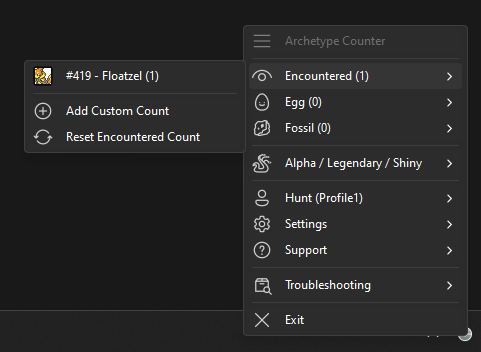 Archetype Counter
Encountered (1)
#419 - Floatzel (1)
Add Custom Count
Reset Encountered Count
Egg (0)
Fossil (0)
Alpha / Legendary / Shiny
Hunt (Profile1)
Settings
Support
Troubleshooting
Exit